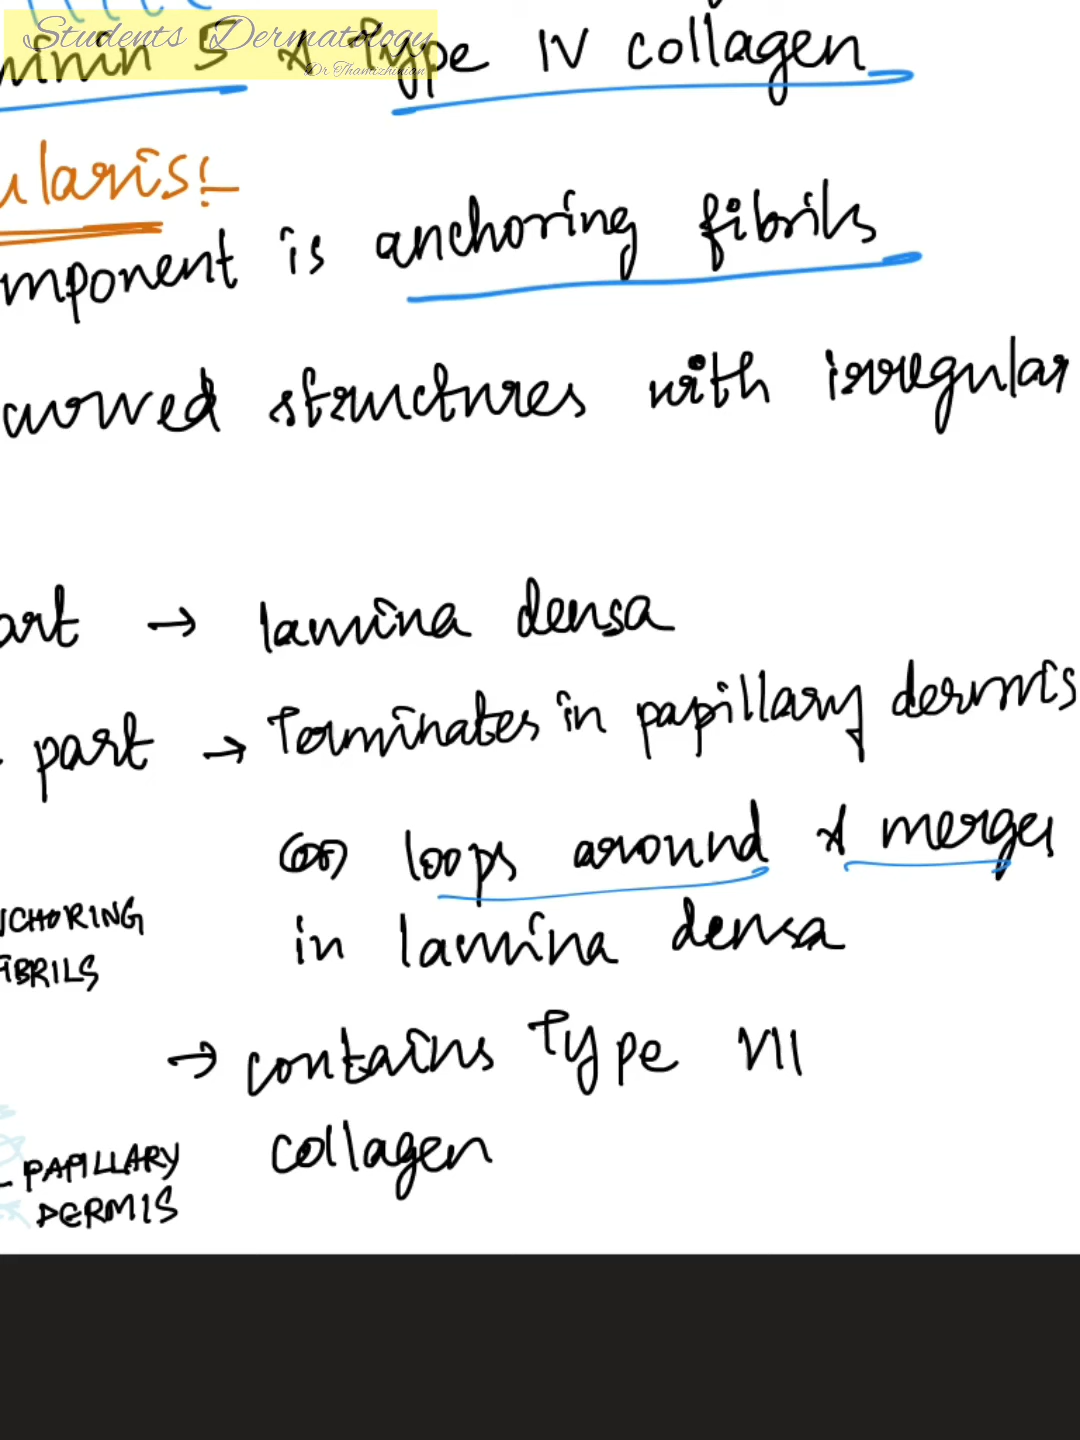 Students Dermatology
Dr Thamizhinian
minin 5 & Type IV collagen
ularis:-
mponent is anchoring fibrils
curved structures with irregular
art → lamina densa
part → Terminates in papillary dermis
(or) loops around & merges
in lamina densa
NCHORING
FIBRILS
→ contains Type VII
collagen
PAPILLARY
DERMIS